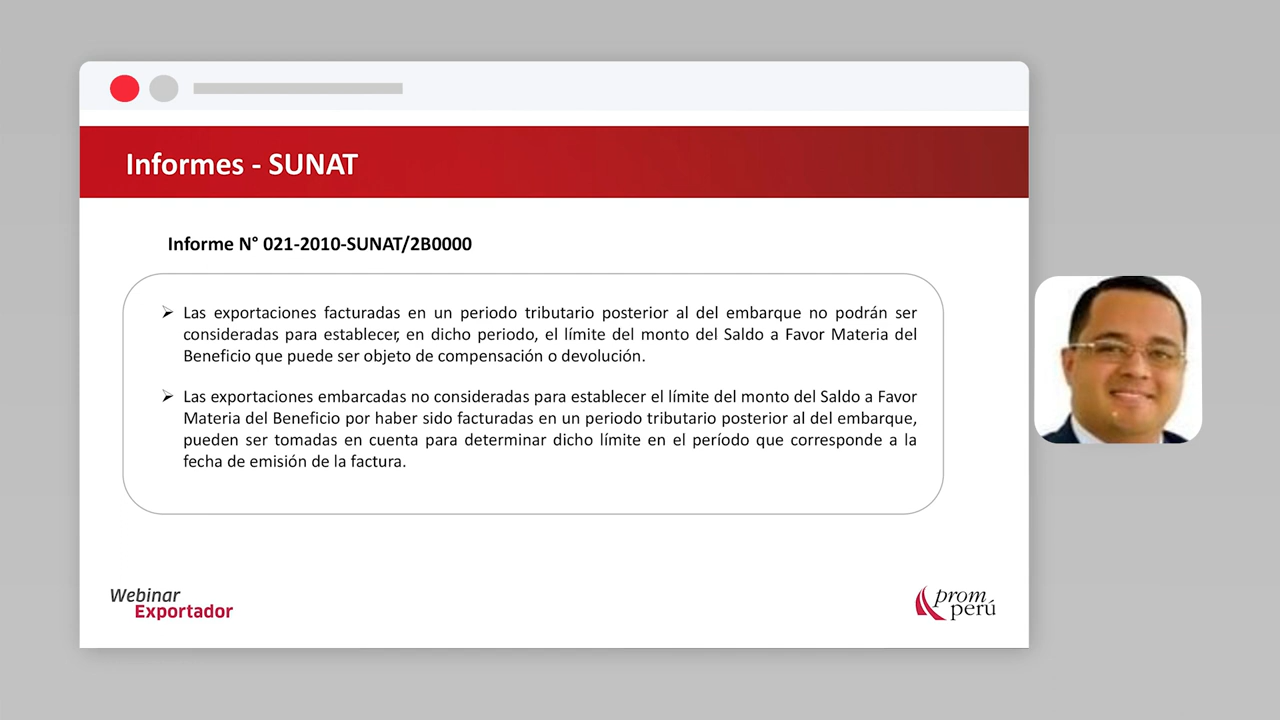 Informes - SUNAT
Informe N° 021-2010-SUNAT/2B0000
Las exportaciones facturadas en un periodo tributario posterior al del embarque no podrán ser
consideradas para establecer, en dicho periodo, el límite del monto del Saldo a Favor Materia del
Beneficio que puede ser objeto de compensación o devolución.
Las exportaciones embarcadas no consideradas para establecer el límite del monto del Saldo a Favor
Materia del Beneficio por haber sido facturadas en un periodo tributario posterior al del embarque,
pueden ser tomadas en cuenta para determinar dicho límite en el período que corresponde a la
fecha de emisión de la factura.
Webinar
Exportador
prom
perú